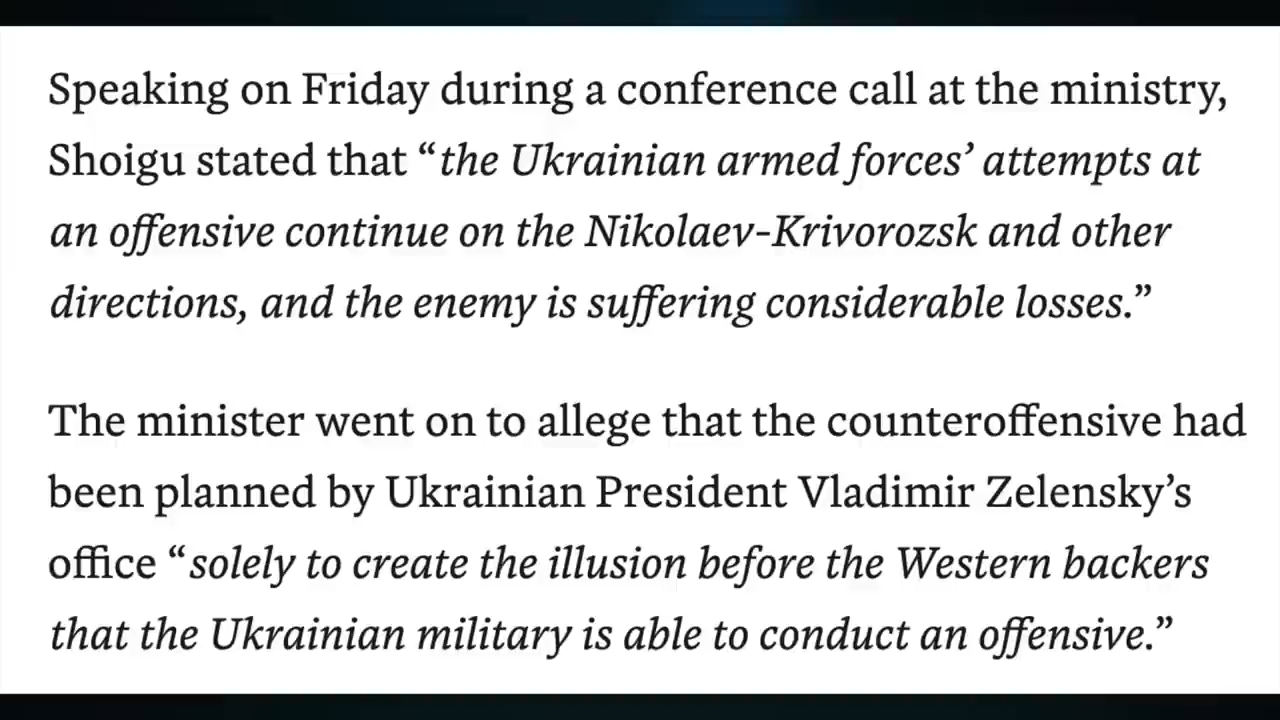 Speaking on Friday during a conference call at the ministry,
Shoigu stated that “the Ukrainian armed forces’ attempts at
an offensive continue on the Nikolaev-Krivorozsk and other
directions, and the enemy is suffering considerable losses.”
The minister went on to allege that the counteroffensive had
been planned by Ukrainian President Vladimir Zelensky’s
office “solely to create the illusion before the Western backers
that the Ukrainian military is able to conduct an offensive.”